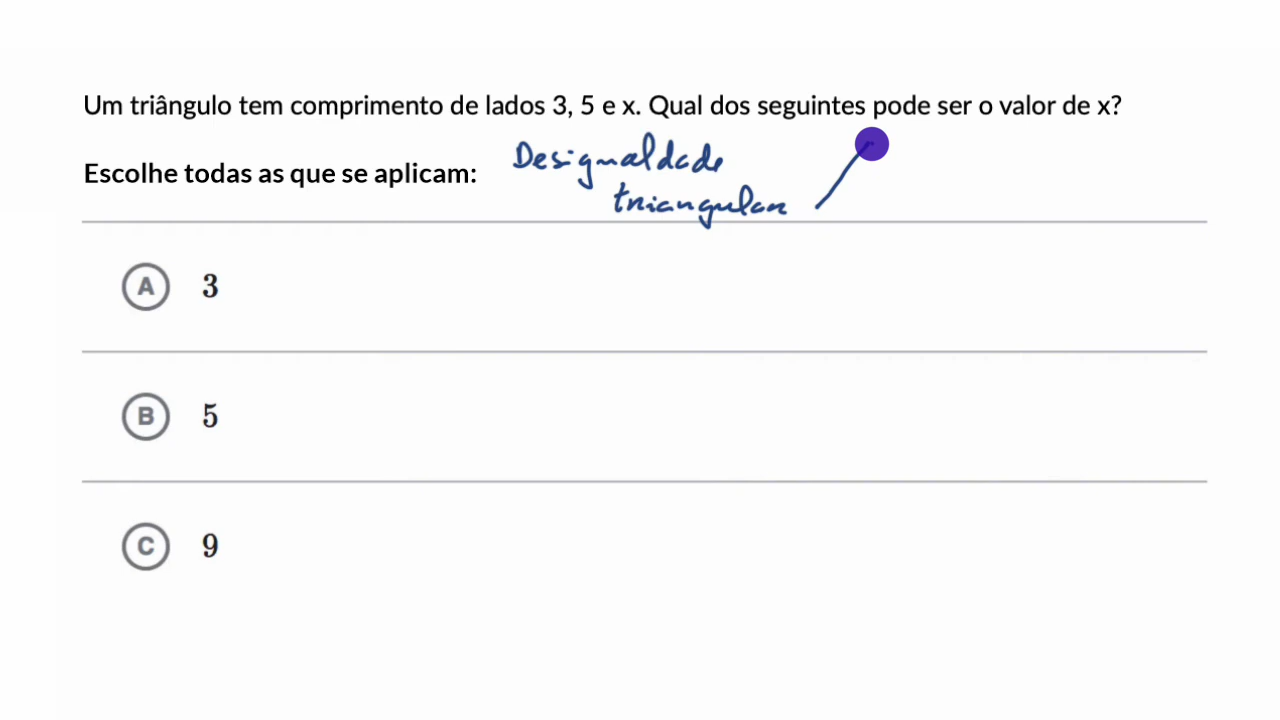 Um triângulo tem comprimento de lados 3, 5 e x. Qual dos seguintes pode ser o valor de x?
Escolhe todas as que se aplicam:
Desigualdade
triangular
A 3
B 5
C 9